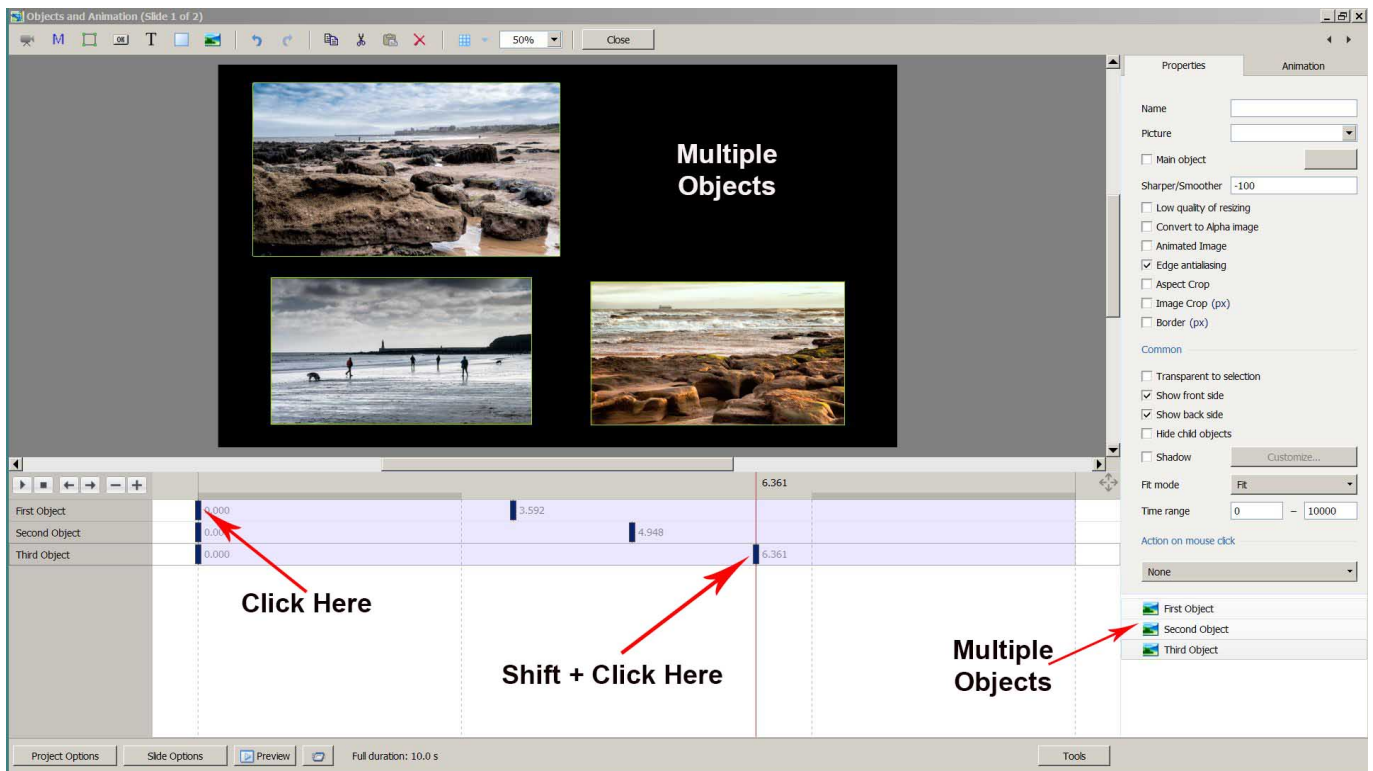 Objects and Animation (Slide 1 of 2)
M OK T 50% Close
Properties Animation
Multiple
Objects
Name
Picture
Main object
Sharper/Smoother -100
Low quality of resizing
Convert to Alpha image
Animated Image
Edge antialiasing
Aspect Crop
Image Crop (px)
Border (px)
Common
Transparent to selection
Show front side
Show back side
Hide child objects
Shadow Customize...
Fit mode Fit
Time range 0 – 10000
Action on mouse click
None
First Object
Second Object
Third Object
6.361
First Object 0.000 3.592
Second Object 0.000 4.948
Third Object 0.000 6.361
Click Here
Shift + Click Here
Multiple
Objects
Project Options Slide Options Preview Full duration: 10.0 s Tools